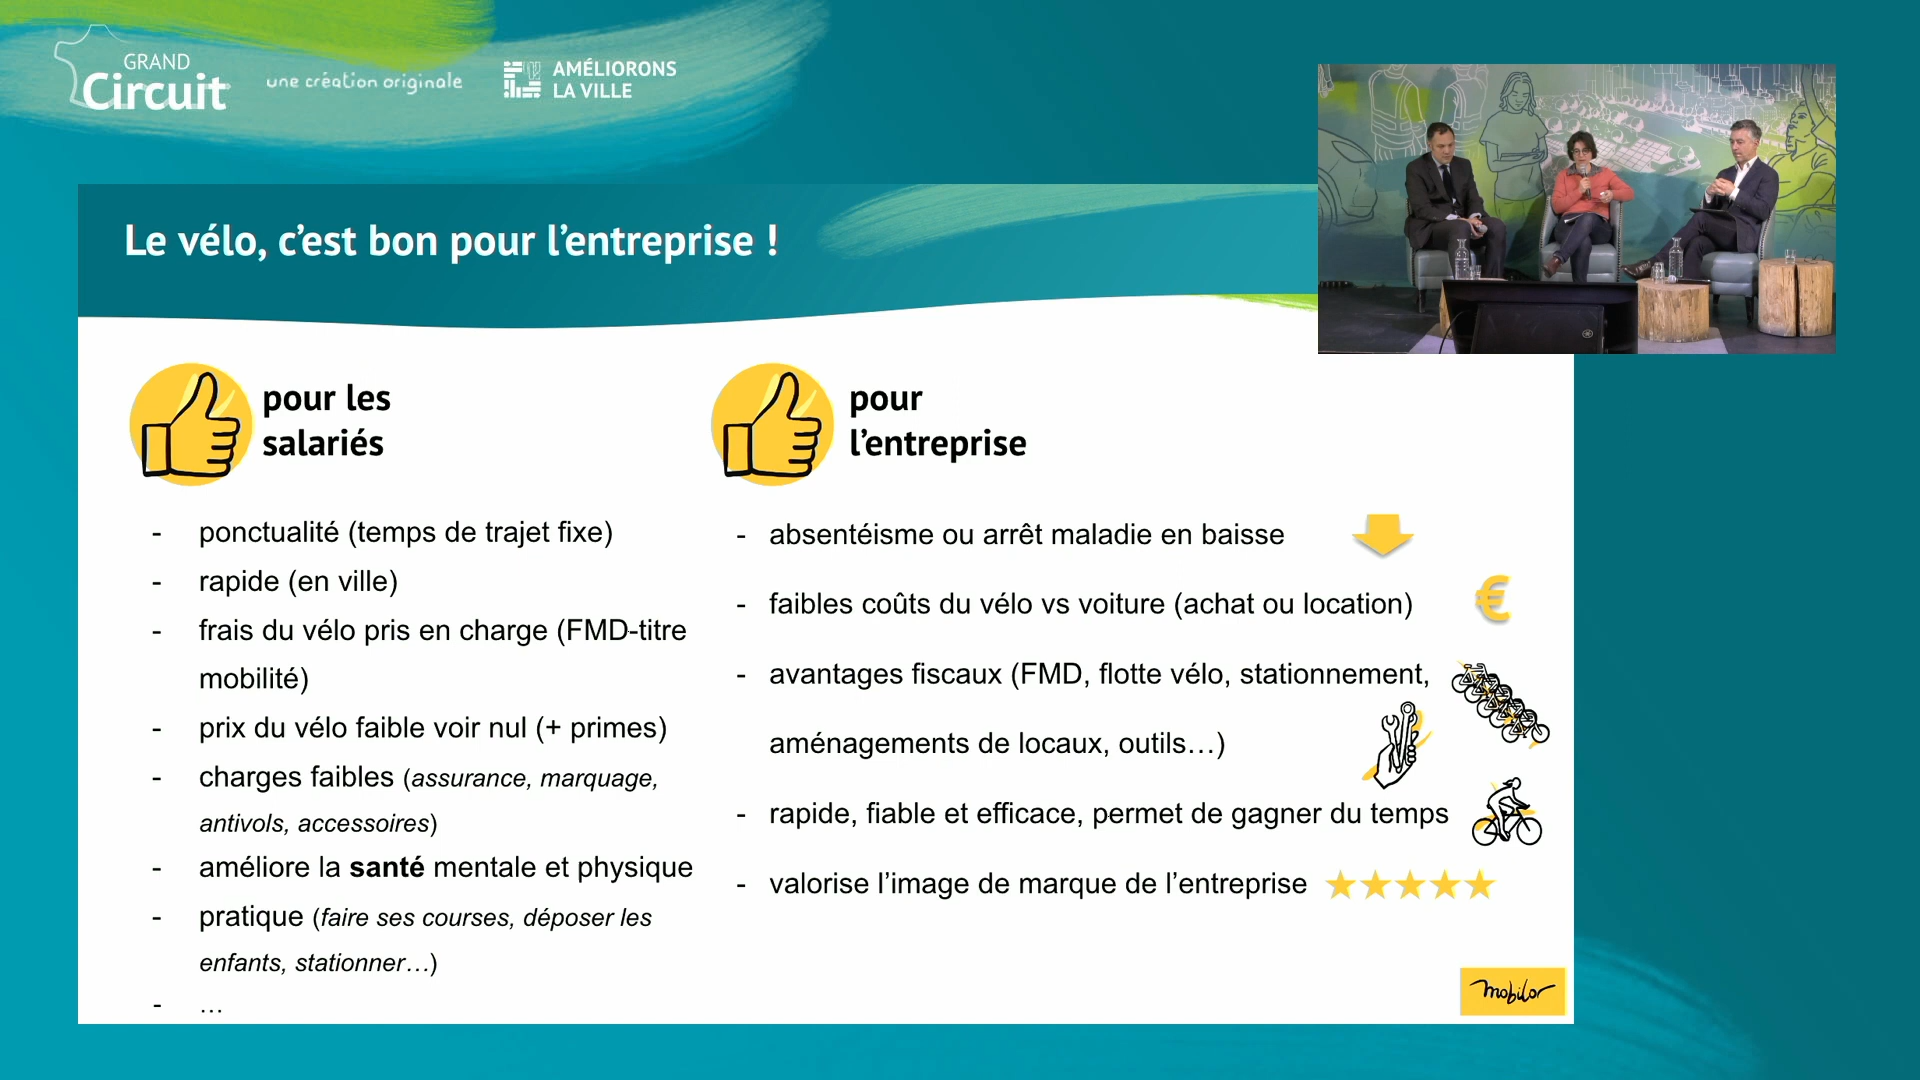 GRAND
Circuit
une création originale
AMÉLIORONS
LA VILLE
Le vélo, c’est bon pour l’entreprise !
pour les
salariés
- ponctualité (temps de trajet fixe)
- rapide (en ville)
- frais du vélo pris en charge (FMD-titre
mobilité)
- prix du vélo faible voir nul (+ primes)
- charges faibles (assurance, marquage,
antivols, accessoires)
- améliore la santé mentale et physique
- pratique (faire ses courses, déposer les
enfants, stationner…)
- …
pour
l’entreprise
- absentéisme ou arrêt maladie en baisse
- faibles coûts du vélo vs voiture (achat ou location)
€
- avantages fiscaux (FMD, flotte vélo, stationnement,
aménagements de locaux, outils…)
- rapide, fiable et efficace, permet de gagner du temps
- valorise l’image de marque de l’entreprise
mobilor